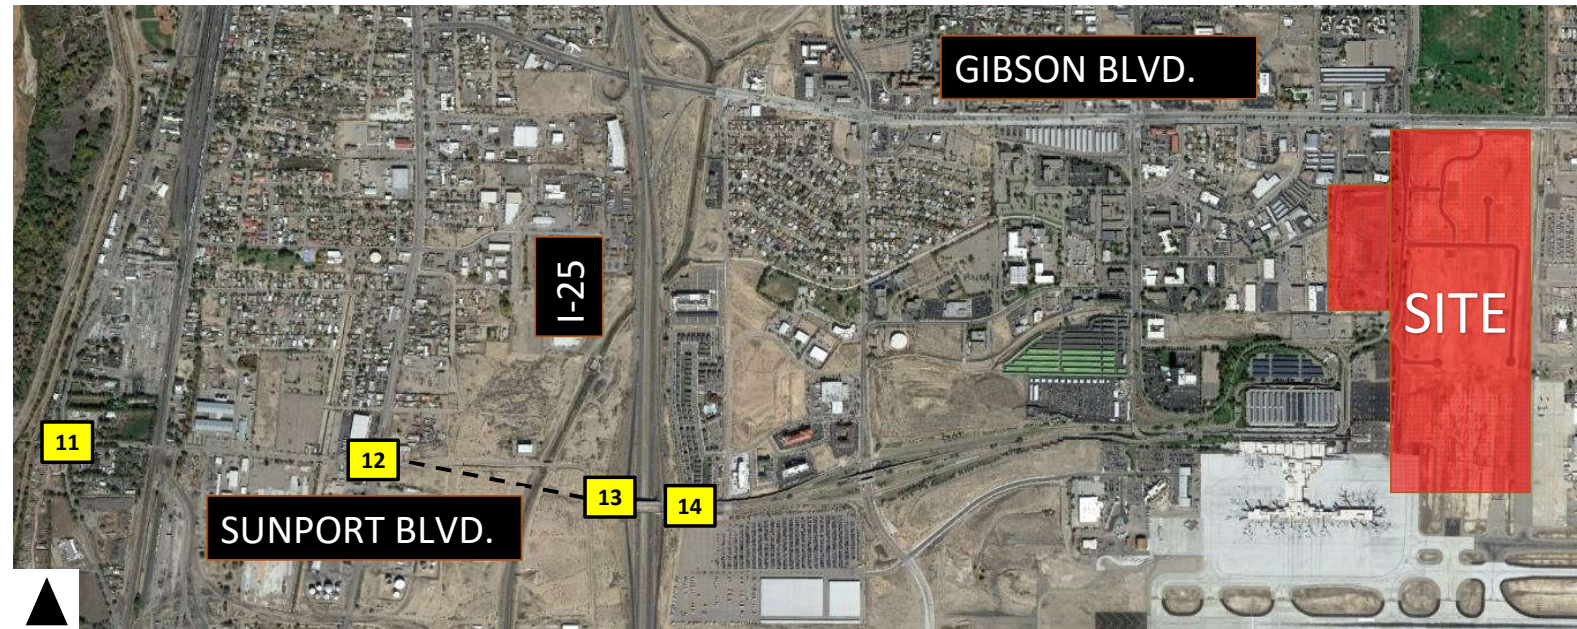 GIBSON BLVD.
I-25
SITE
11
12
13
14
SUNPORT BLVD.